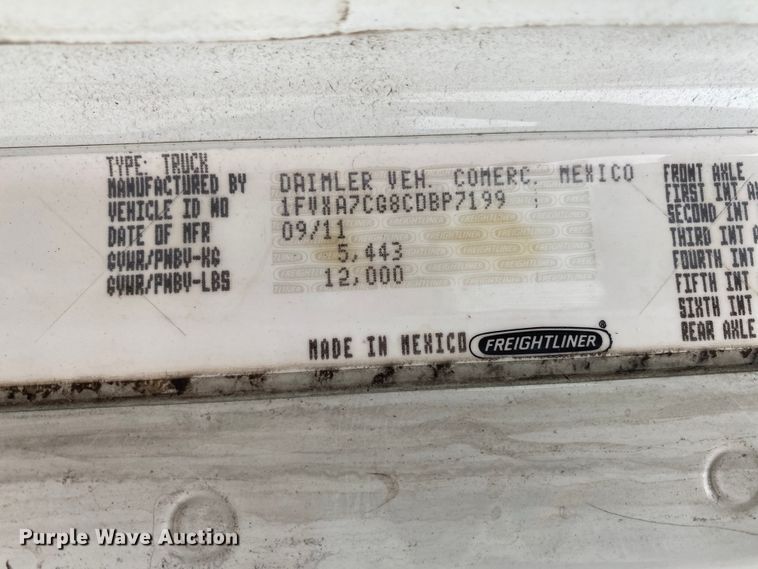 TYPE: TRUCK
MANUFACTURED BY DAIMLER VEH. COMERC. MEXICO
VEHICLE ID NO 1FVXA7CG8CDBP7199
DATE OF MFR 09/11
GVWR/PNBV-KG 5,443
GVWR/PNBV-LBS 12,000
MADE IN MEXICO FREIGHTLINER®
FRONT AXLE
FIRST INT A
SECOND INT
THIRD INT A
FOURTH INT
FIFTH INT
SIXTH INT
REAR AXLE
Purple Wave Auction